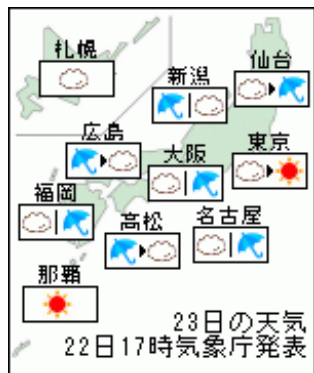 札幌
仙台
新潟
広島
大阪
東京
福岡
高松
名古屋
那覇
23日の天気
22日17時気象庁発表